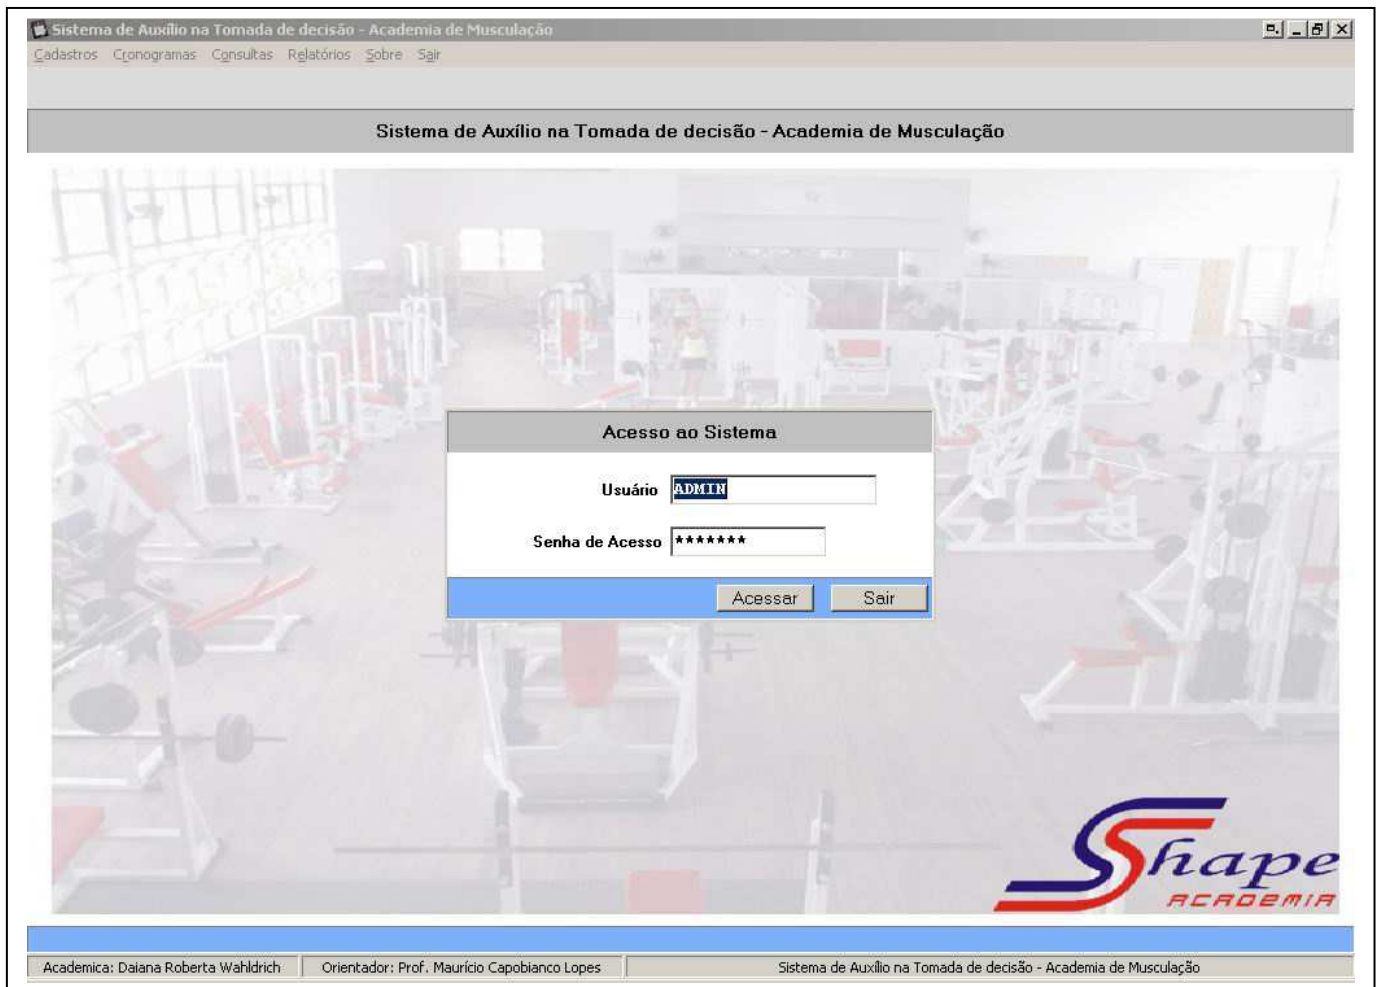 Sistema de Auxílio na Tomada de decisão - Academia de Musculação
Cadastros Cronogramas Consultas Relatórios Sobre Sair
Sistema de Auxílio na Tomada de decisão - Academia de Musculação
Acesso ao Sistema
Usuário ADMIN
Senha de Acesso *******
Acessar Sair
Shape
ACADEMIA
Academica: Daiana Roberta Wahldrich Orientador: Prof. Maurício Capobianco Lopes Sistema de Auxílio na Tomada de decisão - Academia de Musculação